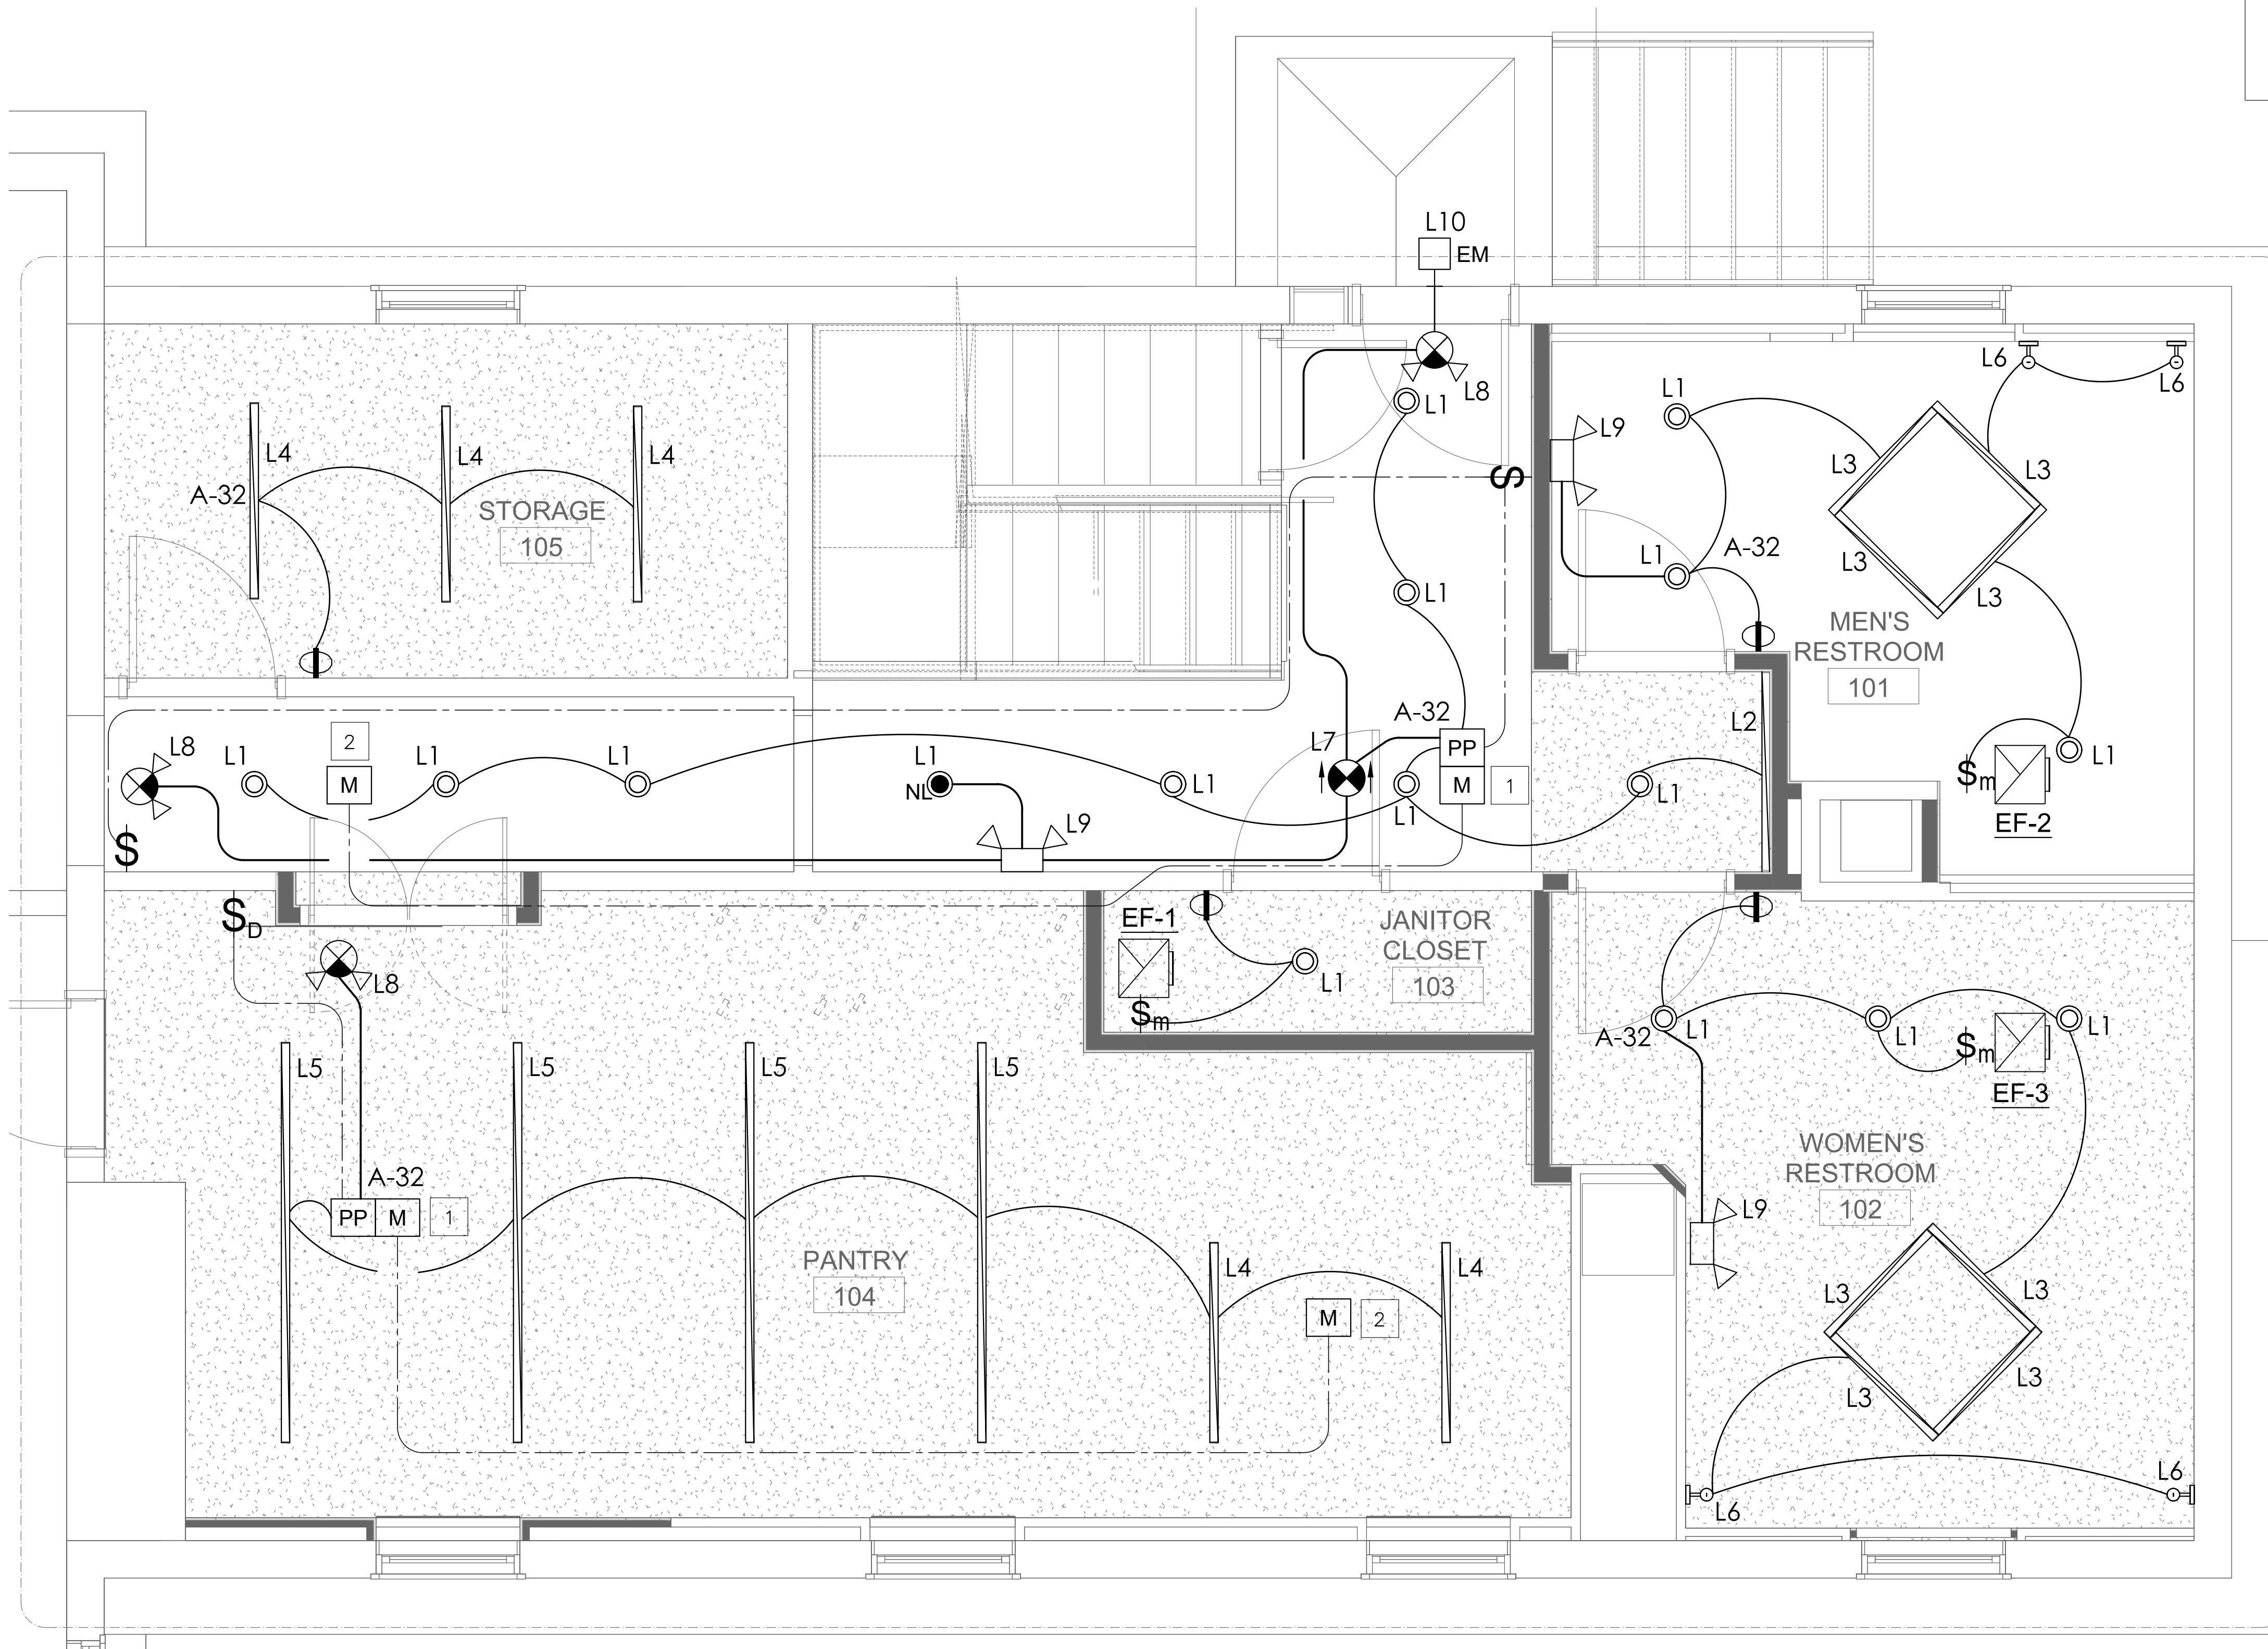 L10
EM
L8
L1
L6
L6
L1
L9
L3
L3
L4
L4
L4
A-32
STORAGE
105
S
L1
L1
A-32
L3
L3
MEN'S
RESTROOM
101
L2
A-32
L8
L1
2
M
L1
L1
L1
NL
L1
L7
PP
M
1
L1
L1
L1
$m
EF-2
L9
$
$D
L8
EF-1
$m
L1
JANITOR
CLOSET
103
A-32
L1
L1
$m
L1
EF-3
L5
L5
L5
L5
A-32
PP
M
1
PANTRY
104
L4
L4
M
2
WOMEN'S
RESTROOM
102
L9
L3
L3
L3
L3
L6
L6